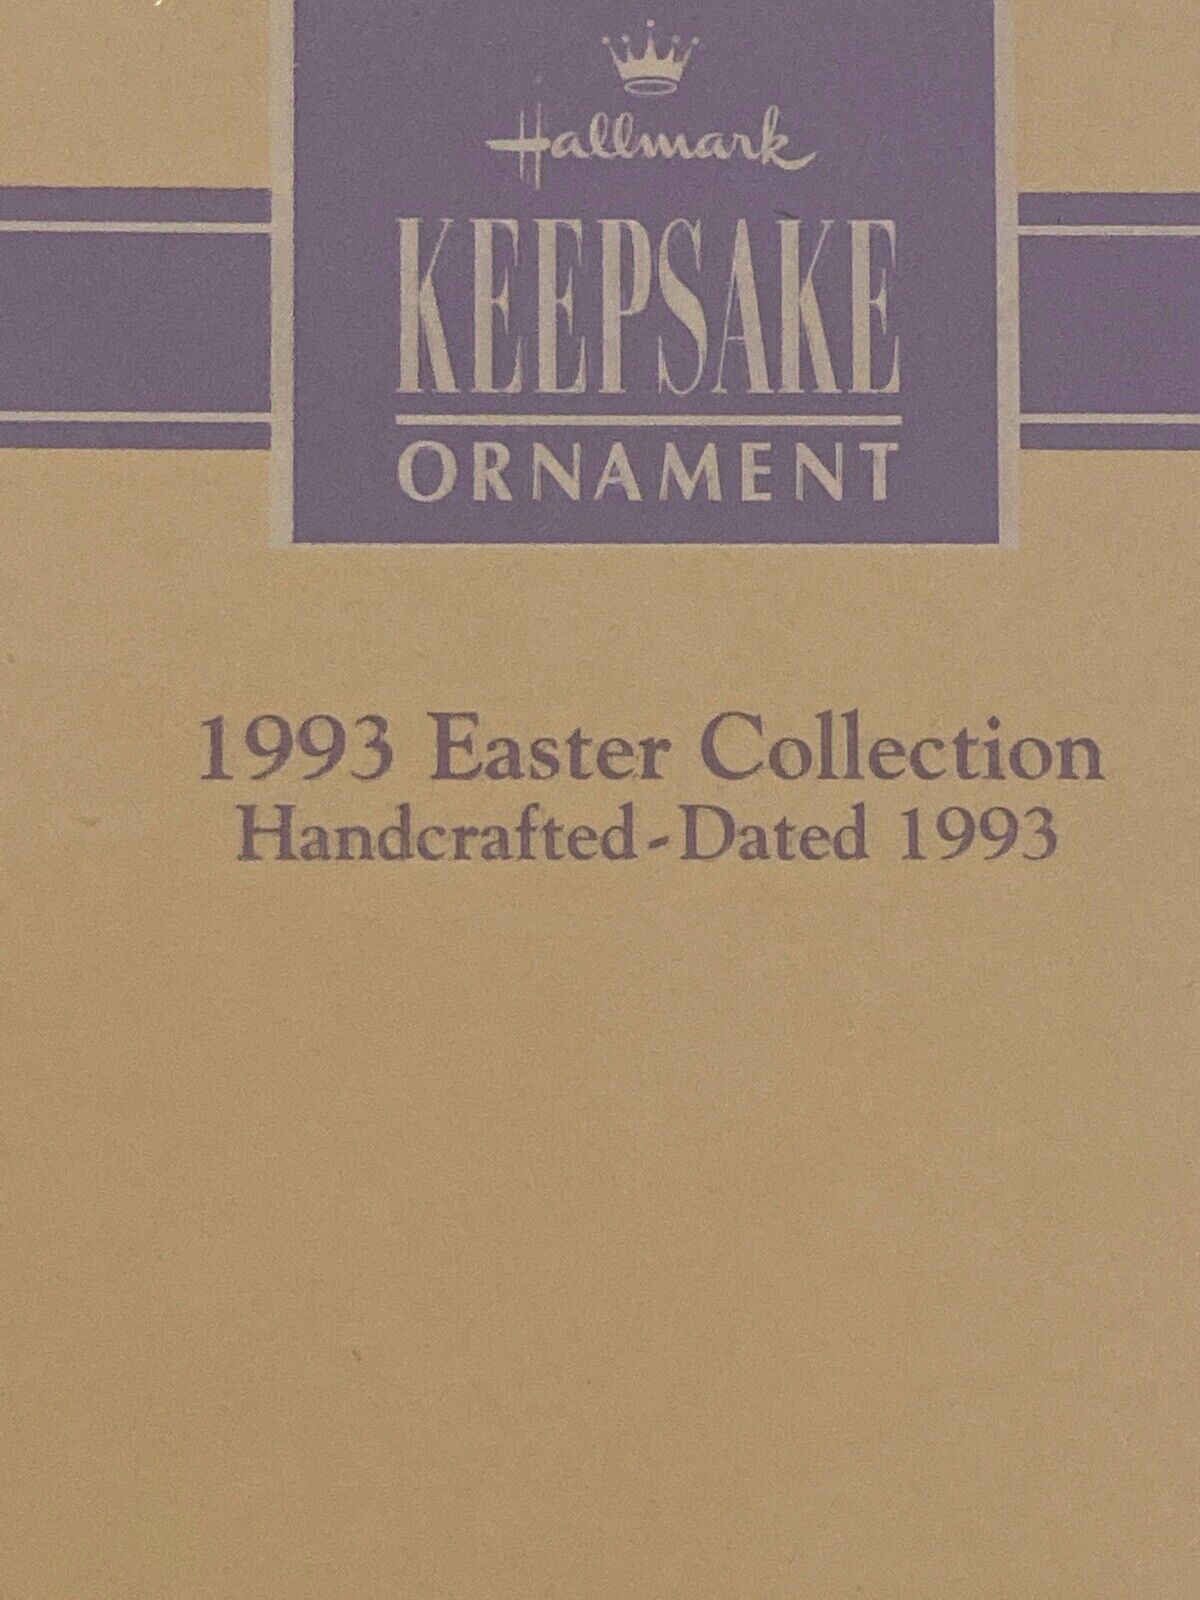 Hallmark
KEEPSAKE
ORNAMENT
1993 Easter Collection
Handcrafted-Dated 1993